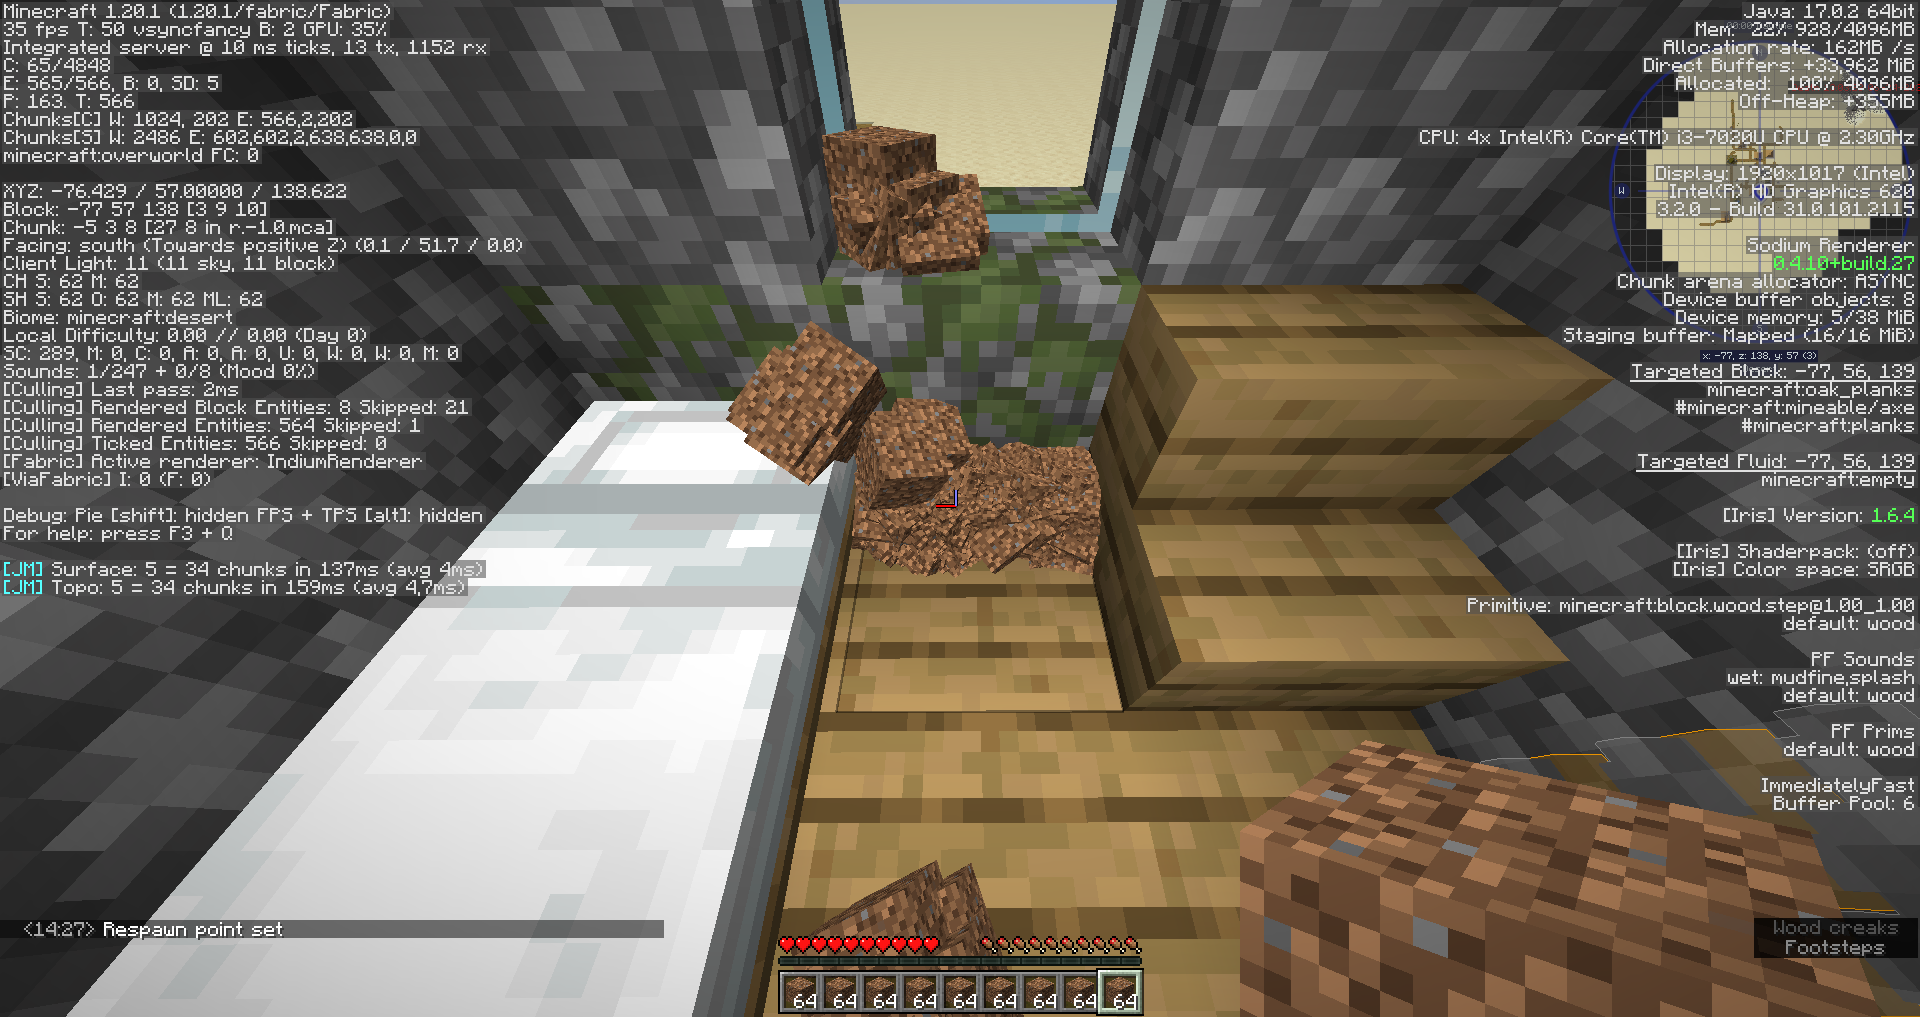 Minecraft 1.20.1 (1.20.1/fabric/Fabric)
35 fps T: 50 vsyncfancy B: 2 GPU: 35%
Integrated server @ 10 ms ticks, 13 tx, 1152 rx
C: 65/4848
E: 565/566, B: 0, SD: 5
P: 163. T: 566
Chunks[C] W: 1024, 202 E: 566,2,202
Chunks[S] W: 2486 E: 602,602,2,638,638,0,0
minecraft:overworld FC: 0
XYZ: -76.429 / 57.00000 / 138.622
Block: -77 57 138 [3 9 10]
Chunk: -5 3 8 [27 8 in r.-1.0.mca]
Facing: south (Towards positive Z) (0.1 / 51.7 / 0.0)
Client Light: 11 (11 sky, 11 block)
CH S: 62 M: 62
SH S: 62 O: 62 M: 62 ML: 62
Biome: minecraft:desert
Local Difficulty: 0.00 // 0.00 (Day 0)
SC: 289, M: 0, C: 0, A: 0, A: 0, U: 0, W: 0, W: 0, M: 0
Sounds: 1/247 + 0/8 (Mood 0%)
[Culling] Last pass: 2ms
[Culling] Rendered Block Entities: 8 Skipped: 21
[Culling] Rendered Entities: 564 Skipped: 1
[Culling] Ticked Entities: 566 Skipped: 0
[Fabric] Active renderer: IndiumRenderer
[ViaFabric] I: 0 (F: 0)
Debug: Pie [shift]: hidden FPS + TPS [alt]: hidden
For help: press F3 + Q
[JM] Surface: 5 = 34 chunks in 137ms (avg 4ms)
[JM] Topo: 5 = 34 chunks in 159ms (avg 4,7ms)
<14:27> Respawn point set
Java: 17.0.2 64bit
Mem: 22% 928/4096MB
Allocation rate: 162MB /s
Direct Buffers: +33,962 MiB
Allocated: 100% 4096MB
Off-Heap: +355MB
CPU: 4x Intel(R) Core(TM) i3-7020U CPU @ 2.30GHz
Display: 1920x1017 (Intel)
Intel(R) HD Graphics 620
3.2.0 - Build 31.0.101.2115
W
Sodium Renderer
0.4.10+build.27
Chunk arena allocator: ASYNC
Device buffer objects: 8
Device memory: 5/38 MiB
Staging buffer: Mapped (16/16 MiB)
x: -77, z: 138, y: 57 (3)
Targeted Block: -77, 56, 139
minecraft:oak_planks
#minecraft:mineable/axe
#minecraft:planks
Targeted Fluid: -77, 56, 139
minecraft:empty
[Iris] Version: 1.6.4
[Iris] Shaderpack: (off)
[Iris] Color space: SRGB
Primitive: minecraft:block.wood.step@1.00_1.00
default: wood
PF Sounds
wet: mudfine,splash
default: wood
PF Prims
default: wood
ImmediatelyFast
Buffer Pool: 6
Wood creaks
Footsteps
64 64 64 64 64 64 64 64 64